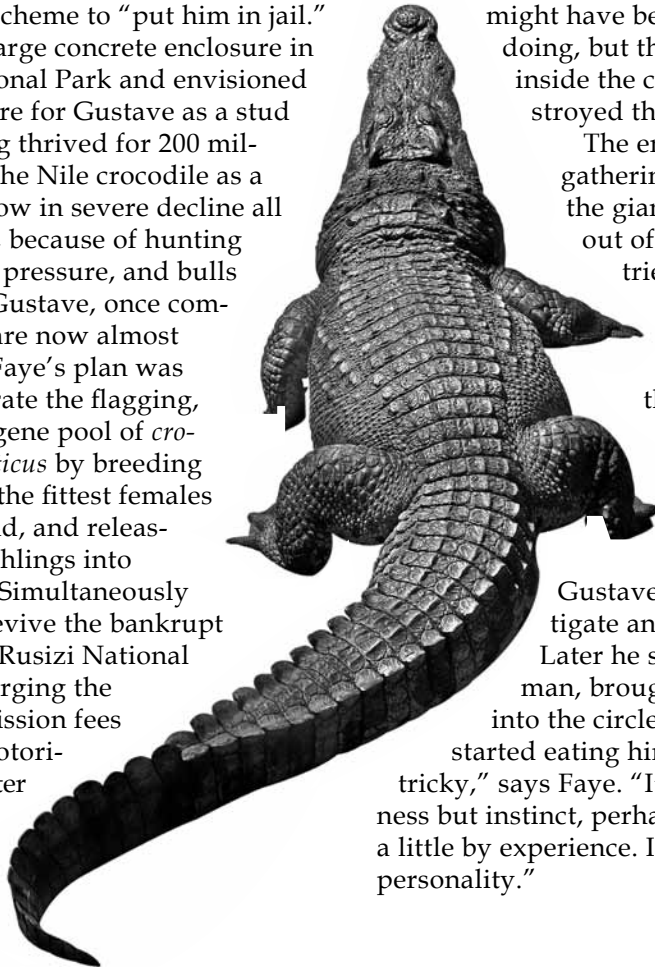 scheme to “put him in jail.”
arge concrete enclosure in
onal Park and envisioned
re for Gustave as a stud
g thrived for 200 mil-
he Nile crocodile as a
ow in severe decline all
because of hunting
pressure, and bulls
Gustave, once com-
are now almost
Faye’s plan was
rate the flagging,
gene pool of cro-
icus by breeding
the fittest females
d, and releas-
hlings into
Simultaneously
evive the bankrupt
Rusizi National
rging the
ission fees
otori-
ter
might have be
doing, but th
inside the c
stroyed th
The en
gatherin
the gian
out of
trie
th
Gustave
tigate an
Later he s
man, broug
into the circle
started eating hin
tricky,” says Faye. “I
ness but instinct, perha
a little by experience. I
personality.”